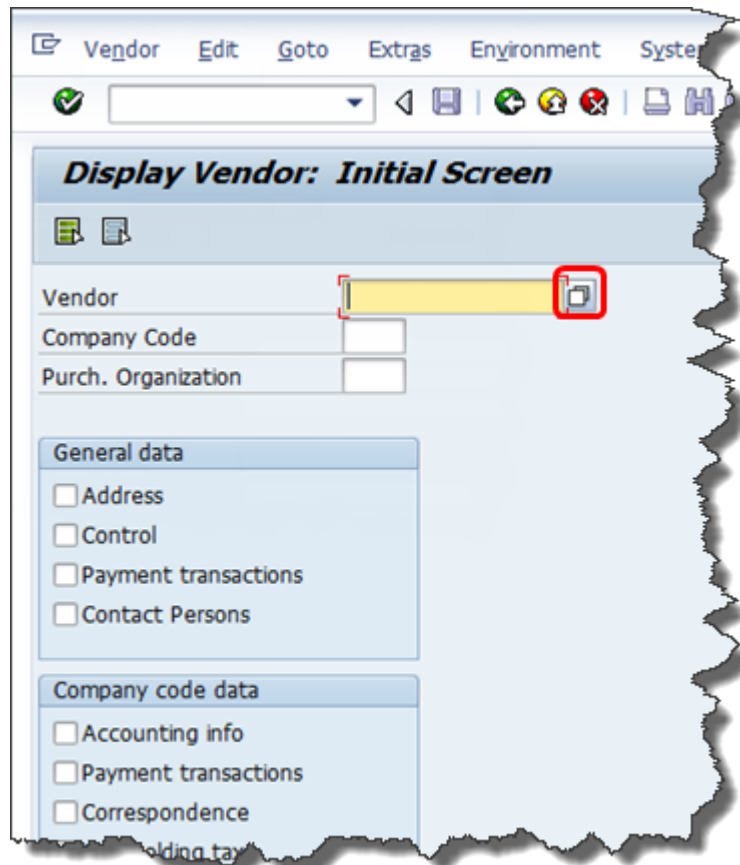 Vendor Edit Goto Extras Environment
Display Vendor: Initial Screen
Vendor
Company Code
Purch. Organization
General data
Address
Control
Payment transactions
Contact Persons
Company code data
Accounting info
Payment transactions
Correspondence
tax